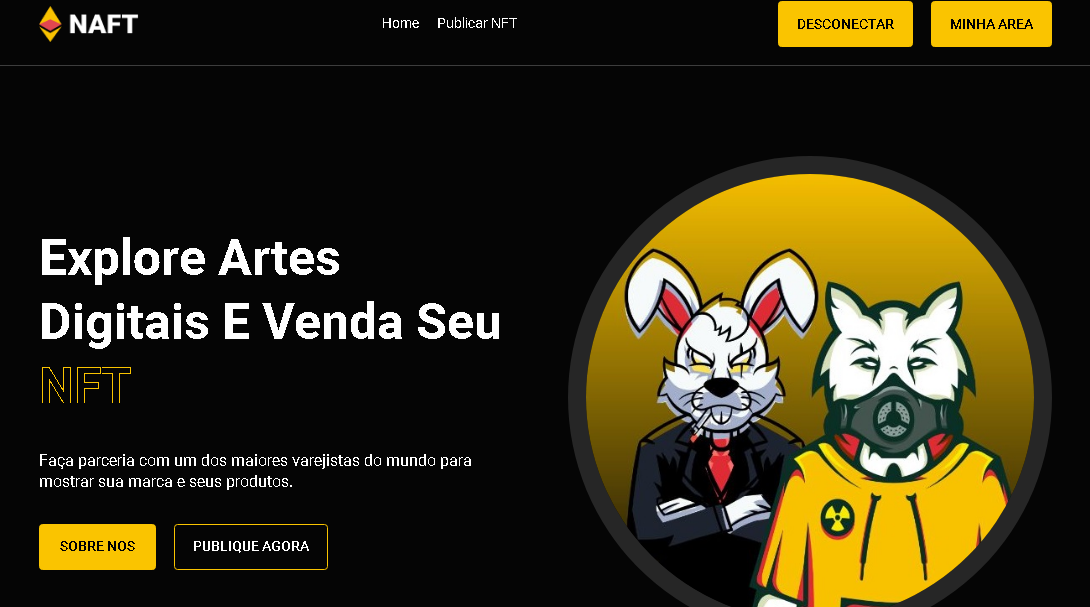 NAFT
Home
Publicar NFT
DESCONECTAR
MINHA AREA
Explore Artes
Digitais E Venda Seu
NFT
Faça parceria com um dos maiores varejistas do mundo para
mostrar sua marca e seus produtos.
SOBRE NOS
PUBLIQUE AGORA